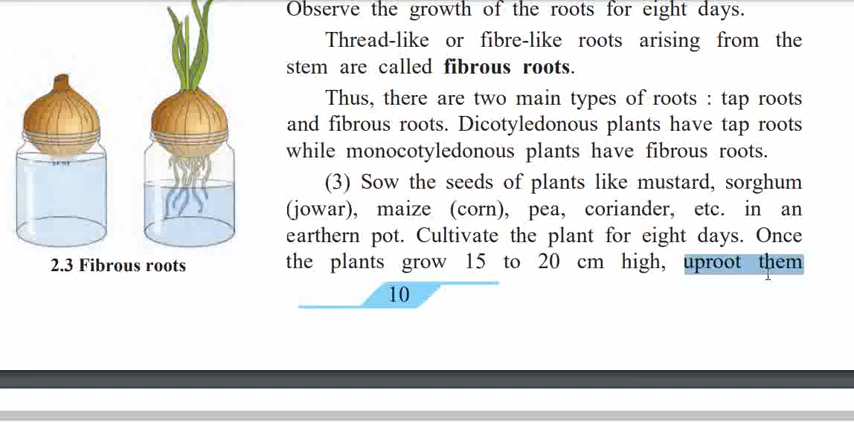 Observe the growth of the roots for eight days.
Thread-like or fibre-like roots arising from the
stem are called fibrous roots.
Thus, there are two main types of roots : tap roots
and fibrous roots. Dicotyledonous plants have tap roots
while monocotyledonous plants have fibrous roots.
(3) Sow the seeds of plants like mustard, sorghum
(jowar), maize (corn), pea, coriander, etc. in an
earthern pot. Cultivate the plant for eight days. Once
the plants grow 15 to 20 cm high, uproot them
2.3 Fibrous roots
10